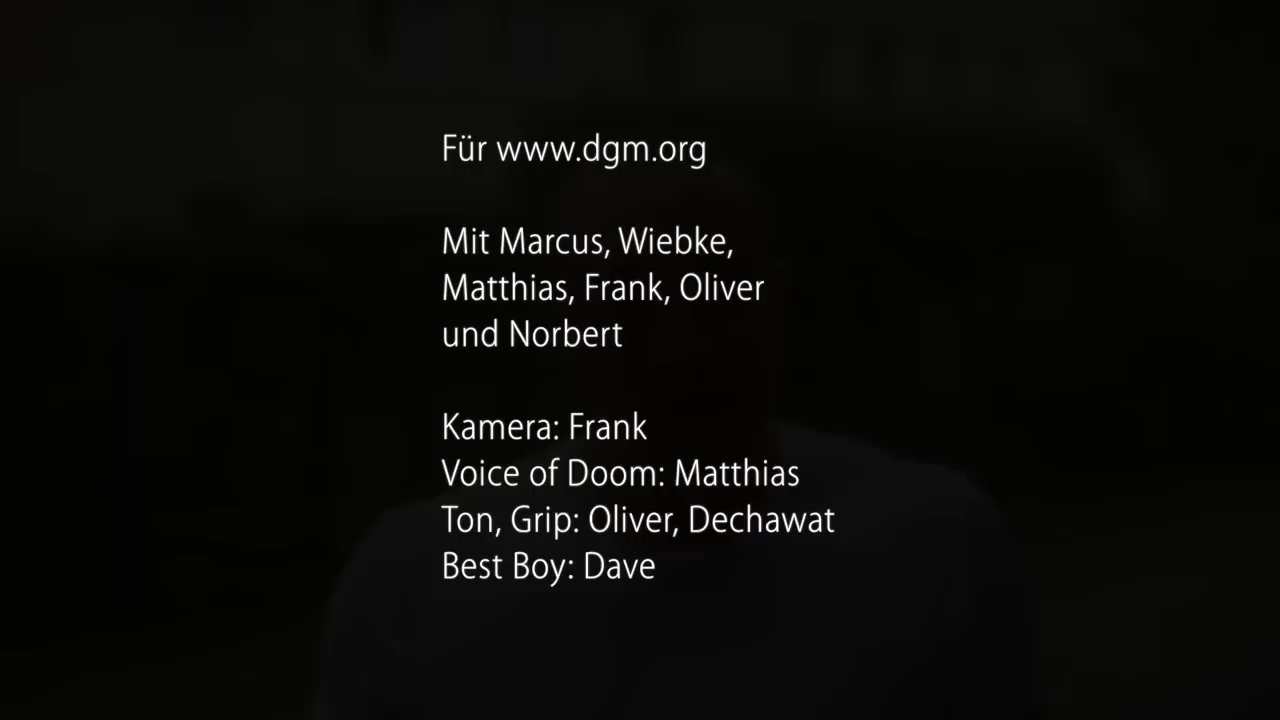 Für www.dgm.org
Mit Marcus, Wiebke,
Matthias, Frank, Oliver
und Norbert
Kamera: Frank
Voice of Doom: Matthias
Ton, Grip: Oliver, Dechawat
Best Boy: Dave